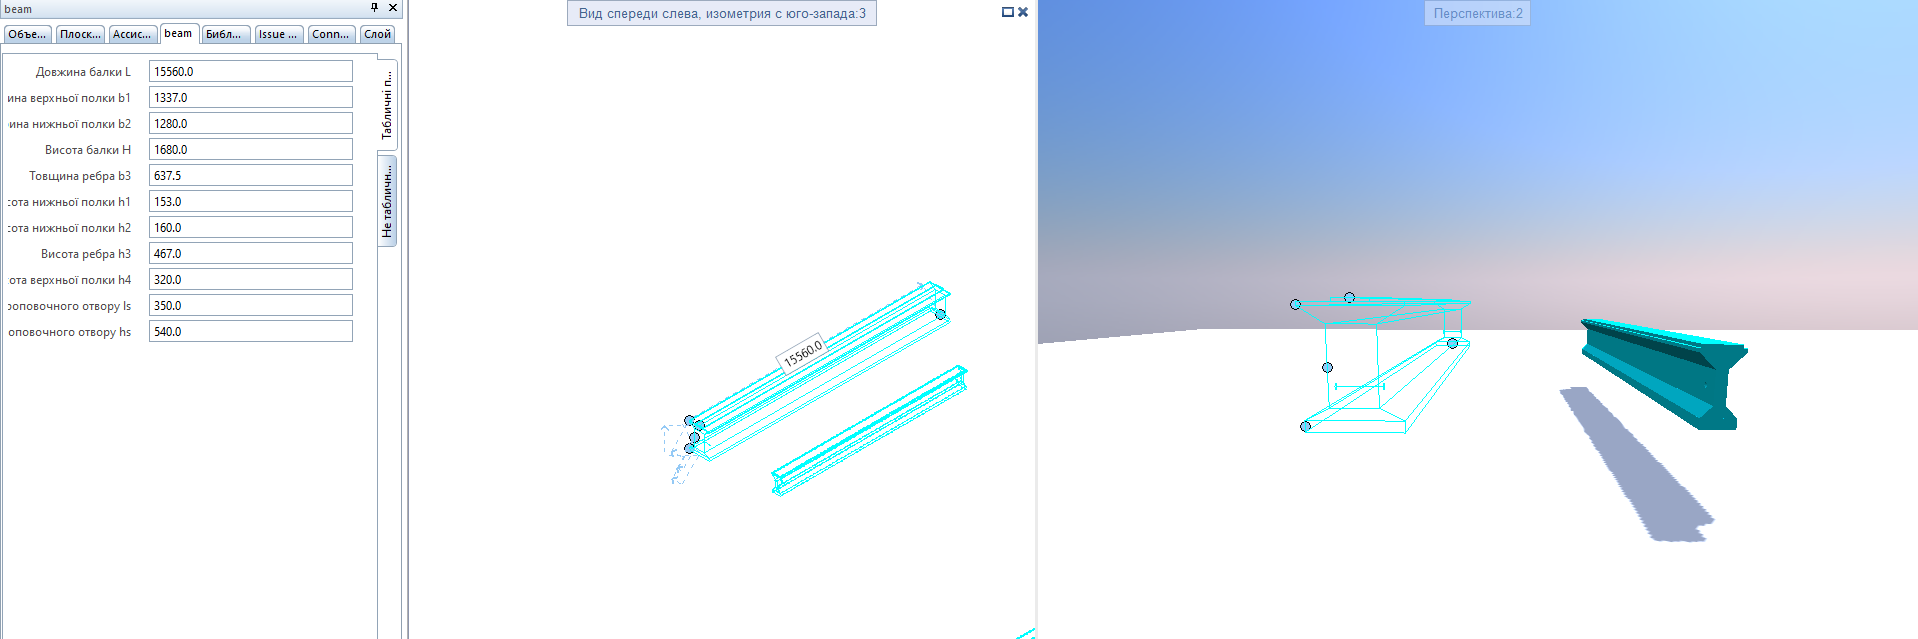 beam
Объе... Плоск... Ассис... beam Библ... Issue ... Conn... Слой
Довжина балки L 15560.0
ина верхньої полки b1 1337.0
ина нижньої полки b2 1280.0
Висота балки H 1680.0
Товщина ребра b3 637.5
сота нижньої полки h1 153.0
сота нижньої полки h2 160.0
Висота ребра h3 467.0
ота верхньої полки h4 320.0
роповочного отвору ls 350.0
оповочного отвору hs 540.0
Табличні п...
Не табличн...
Вид спереди слева, изометрия с юго-запада:3
15560.0
Перспектива:2